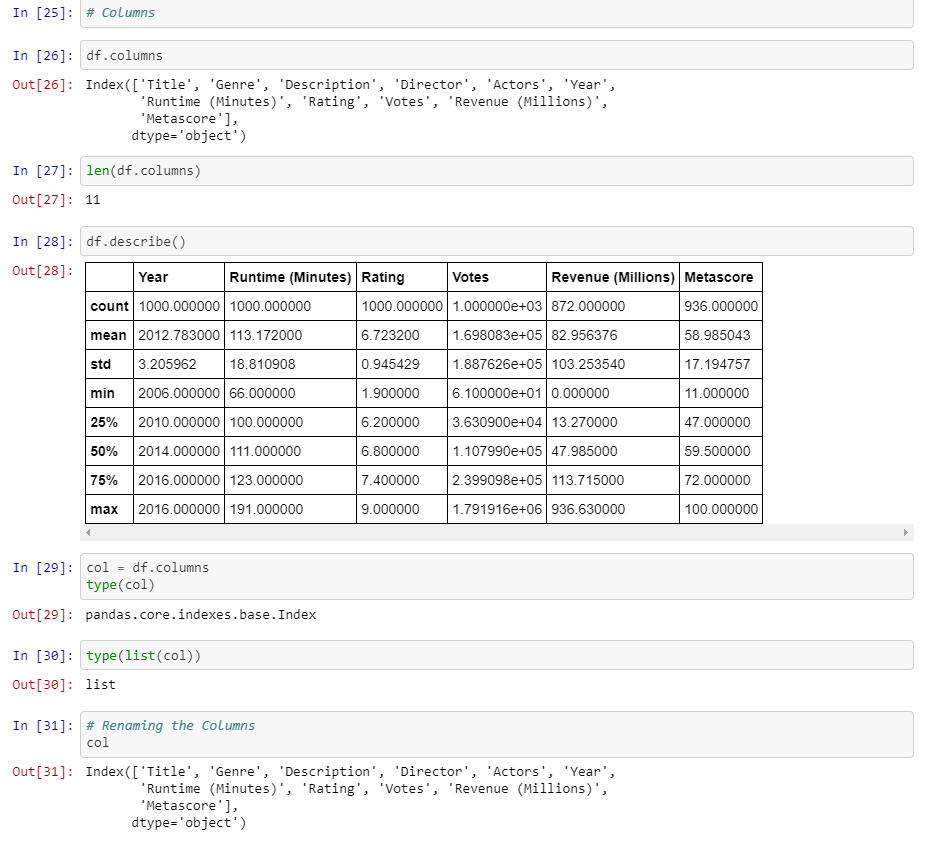 In [25]: # Columns
In [26]: df.columns
Out[26]: Index(['Title', 'Genre', 'Description', 'Director', 'Actors', 'Year',
'Runtime (Minutes)', 'Rating', 'Votes', 'Revenue (Millions)',
'Metascore'],
dtype='object')
In [27]: len(df.columns)
Out[27]: 11
In [28]: df.describe()
Out[28]:
Year Runtime (Minutes) Rating Votes Revenue (Millions) Metascore
count 1000.000000 1000.000000 1000.000000 1.000000e+03 872.000000 936.000000
mean 2012.783000 113.172000 6.723200 1.698083e+05 82.956376 58.985043
std 3.205962 18.810908 0.945429 1.887626e+05 103.253540 17.194757
min 2006.000000 66.000000 1.900000 6.100000e+01 0.000000 11.000000
25% 2010.000000 100.000000 6.200000 3.630900e+04 13.270000 47.000000
50% 2014.000000 111.000000 6.800000 1.107990e+05 47.985000 59.500000
75% 2016.000000 123.000000 7.400000 2.399098e+05 113.715000 72.000000
max 2016.000000 191.000000 9.000000 1.791916e+06 936.630000 100.000000
In [29]: col = df.columns
type(col)
Out[29]: pandas.core.indexes.base.Index
In [30]: type(list(col))
Out[30]: list
In [31]: # Renaming the Columns
col
Out[31]: Index(['Title', 'Genre', 'Description', 'Director', 'Actors', 'Year',
'Runtime (Minutes)', 'Rating', 'Votes', 'Revenue (Millions)',
'Metascore'],
dtype='object')